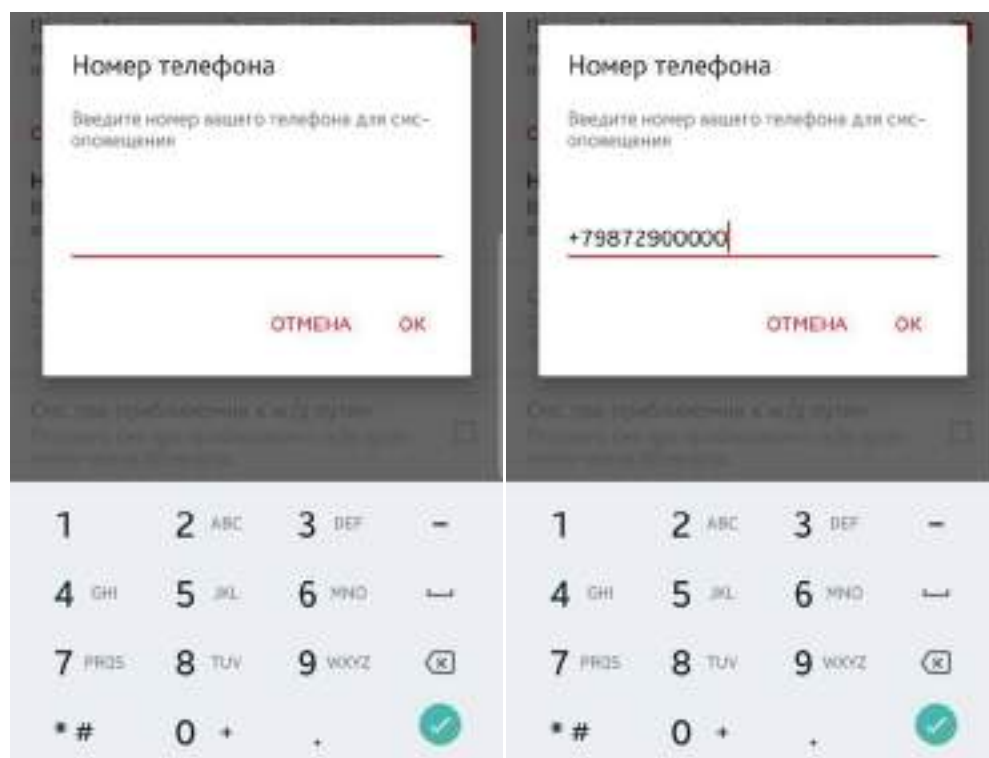 Номер телефона
Введите номер вашего телефона для смс-
оповещения
ОТМЕНА ОК
1 2 ABC 3 DEF -
4 GHI 5 JKL 6 MNO
7 PRQS 8 TUV 9 WXYZ
* # 0 + .
Номер телефона
Введите номер вашего телефона для смс-
оповещения
+79872900000
ОТМЕНА ОК
1 2 ABC 3 DEF -
4 GHI 5 JKL 6 MNO
7 PRQS 8 TUV 9 WXYZ
* # 0 + .